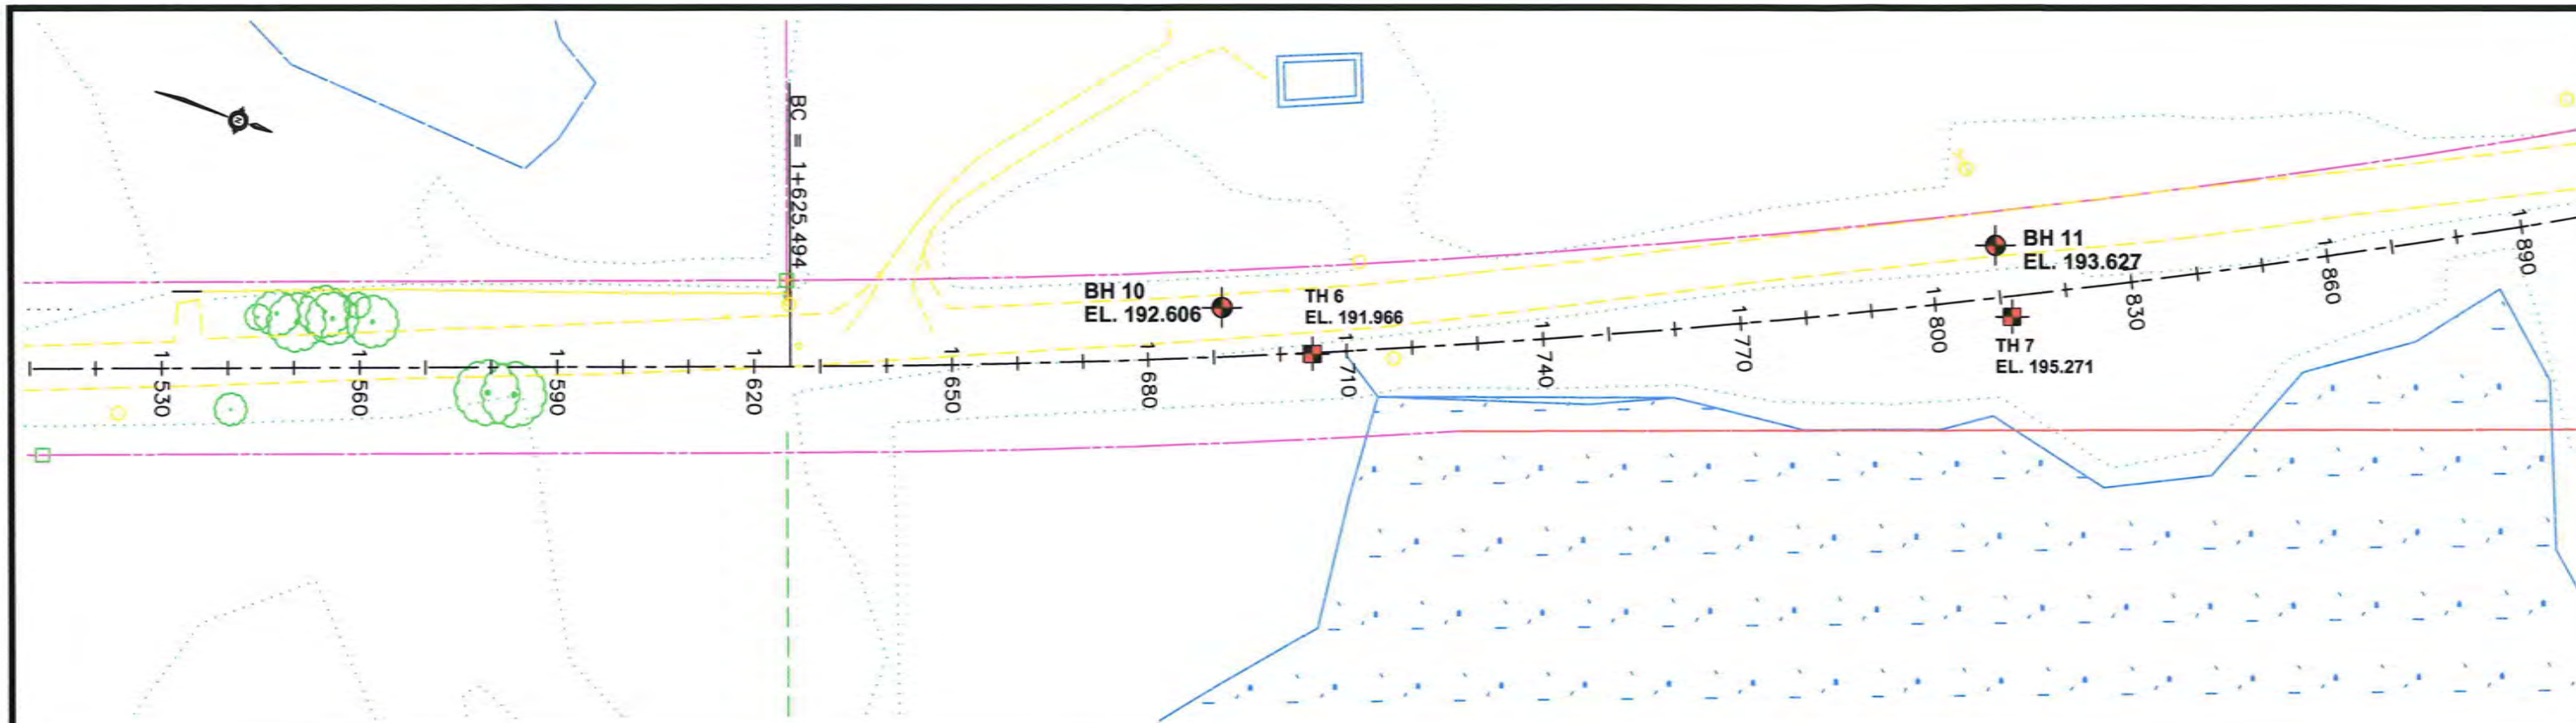 N
BC = 1+625.494
BH 10
EL. 192.606
TH 6
EL. 191.966
BH 11
EL. 193.627
TH 7
EL. 195.271
1 530
1 560
1 590
1 620
1 650
1 680
1 710
1 740
1 770
1 800
1 830
1 860
1 890